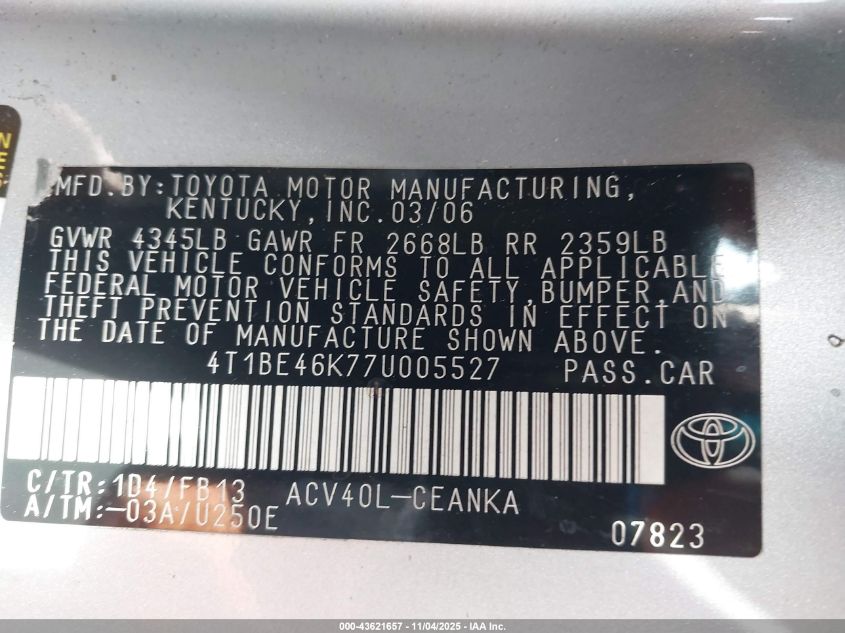 N
E
MFD.BY:TOYOTA MOTOR MANUFACTURING,
KENTUCKY,INC.03/06
GVWR 4345LB GAWR FR 2668LB RR 2359LB
THIS VEHICLE CONFORMS TO ALL APPLICABLE
FEDERAL MOTOR VEHICLE SAFETY,BUMPER,AND
THEFT PREVENTION STANDARDS IN EFFECT ON
THE DATE OF MANUFACTURE SHOWN ABOVE.
4T1BE46K77U005527 PASS.CAR
C/TR:1D4/FB13 ACV40L-CEANKA
A/TM:-03A/U250E
07823
000-43621657 - 11/04/2025 - IAA Inc.